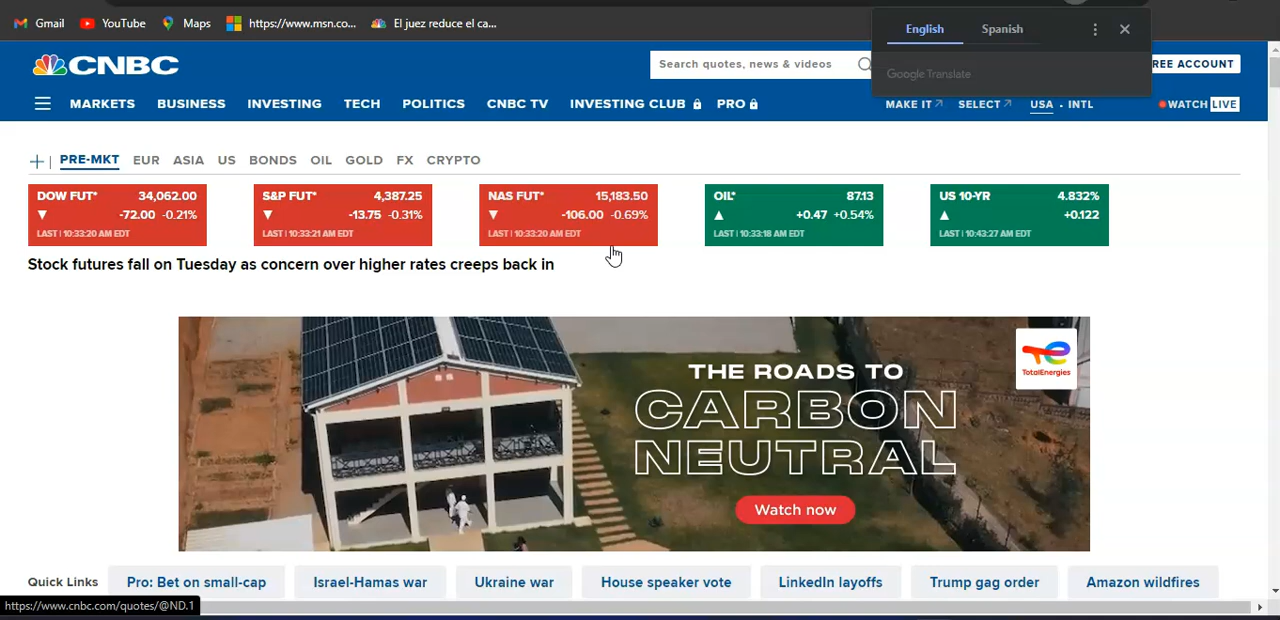 Gmail YouTube Maps https://www.msn.co... El juez reduce el ca...
English Spanish
Google Translate
CNBC
Search quotes, news & videos
REE ACCOUNT
MARKETS BUSINESS INVESTING TECH POLITICS CNBC TV INVESTING CLUB PRO
MAKE IT SELECT USA - INTL WATCH LIVE
+ | PRE-MKT EUR ASIA US BONDS OIL GOLD FX CRYPTO
DOW FUT* 34,062.00
▼ -72.00 -0.21%
LAST | 10:33:20 AM EDT
S&P FUT* 4,387.25
▼ -13.75 -0.31%
LAST | 10:33:21 AM EDT
NAS FUT* 15,183.50
▼ -106.00 -0.69%
LAST | 10:33:20 AM EDT
OIL* 87.13
▲ +0.47 +0.54%
LAST | 10:33:18 AM EDT
US 10-YR 4.832%
▲ +0.122
LAST | 10:43:27 AM EDT
Stock futures fall on Tuesday as concern over higher rates creeps back in
THE ROADS TO
CARBON
NEUTRAL
Watch now
TotalEnergies
Quick Links Pro: Bet on small-cap Israel-Hamas war Ukraine war House speaker vote LinkedIn layoffs Trump gag order Amazon wildfires
https://www.cnbc.com/quotes/@ND.1